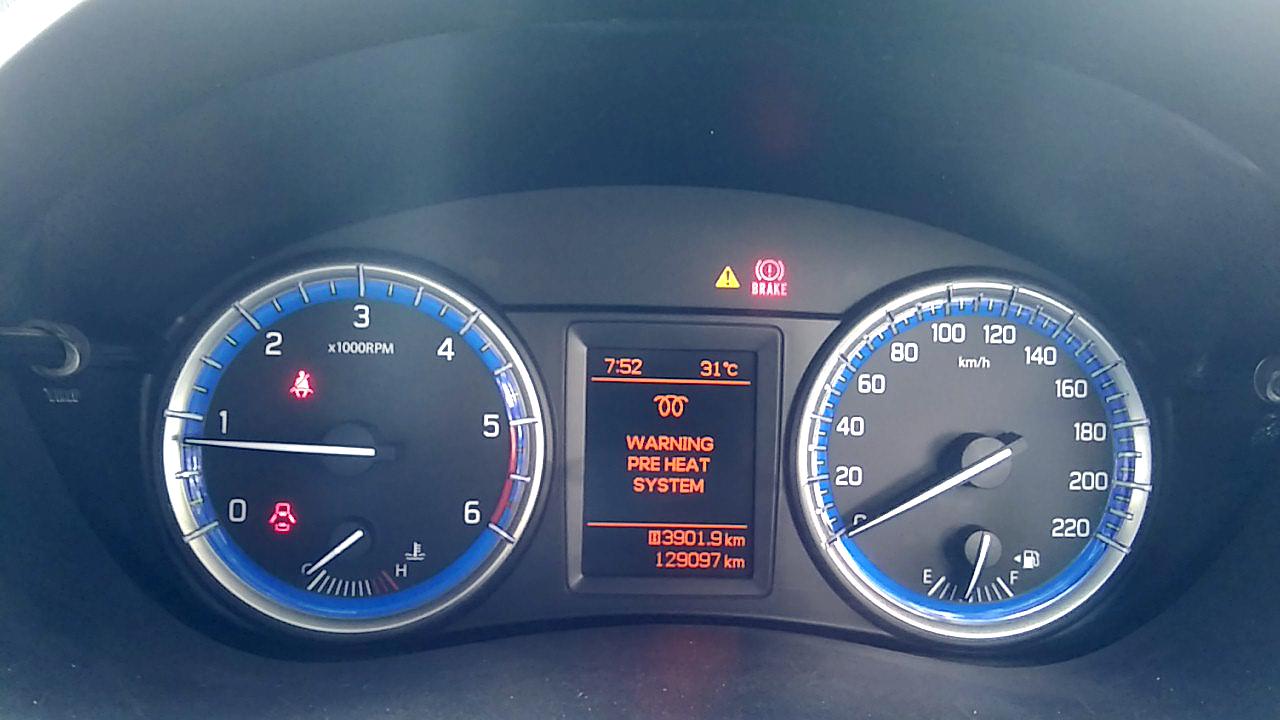 BRAKE
3
2
x1000RPM
4
1
5
0
6
H
7:52 31°C
WARNING
PRE HEAT
SYSTEM
3901.9 km
129097 km
100 120
80 140
km/h
60 160
40 180
20 200
0 220
E F